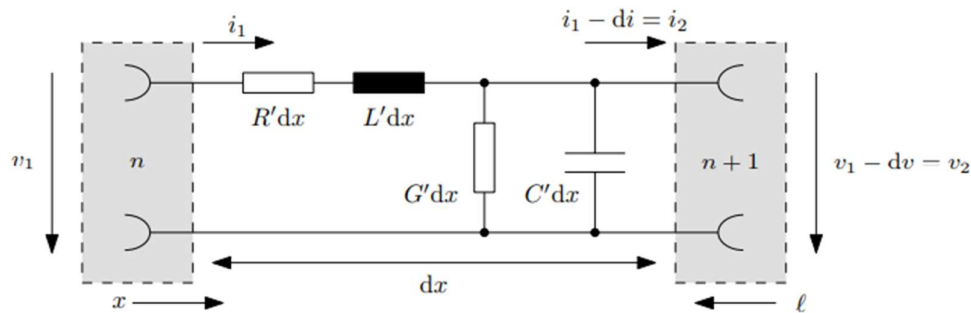 i₁
i₁ − di = i₂
R′dx
L′dx
v₁
n
n + 1
v₁ − dv = v₂
G′dx
C′dx
dx
x
ℓ